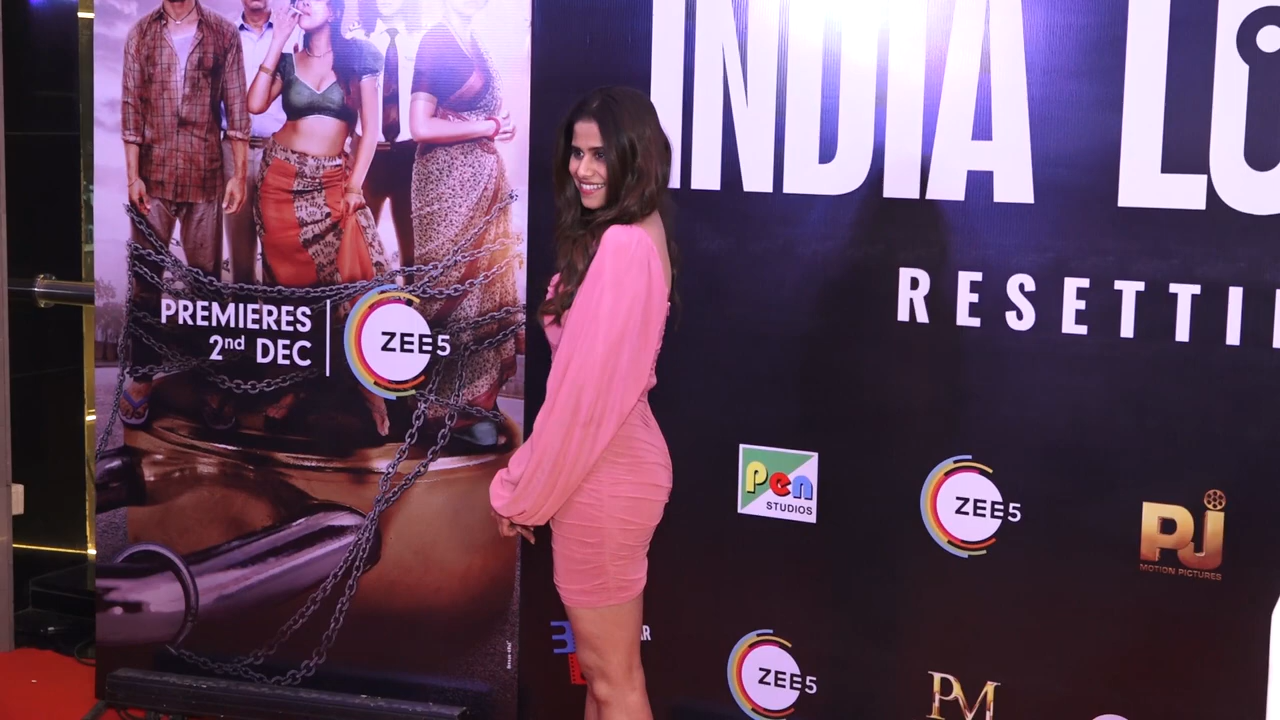 PREMIERES
2nd DEC
ZEE5
INDIA LO
RESETTI
Pen
STUDIOS
ZEE5
PJ
MOTION PICTURES
ZEE5
PM